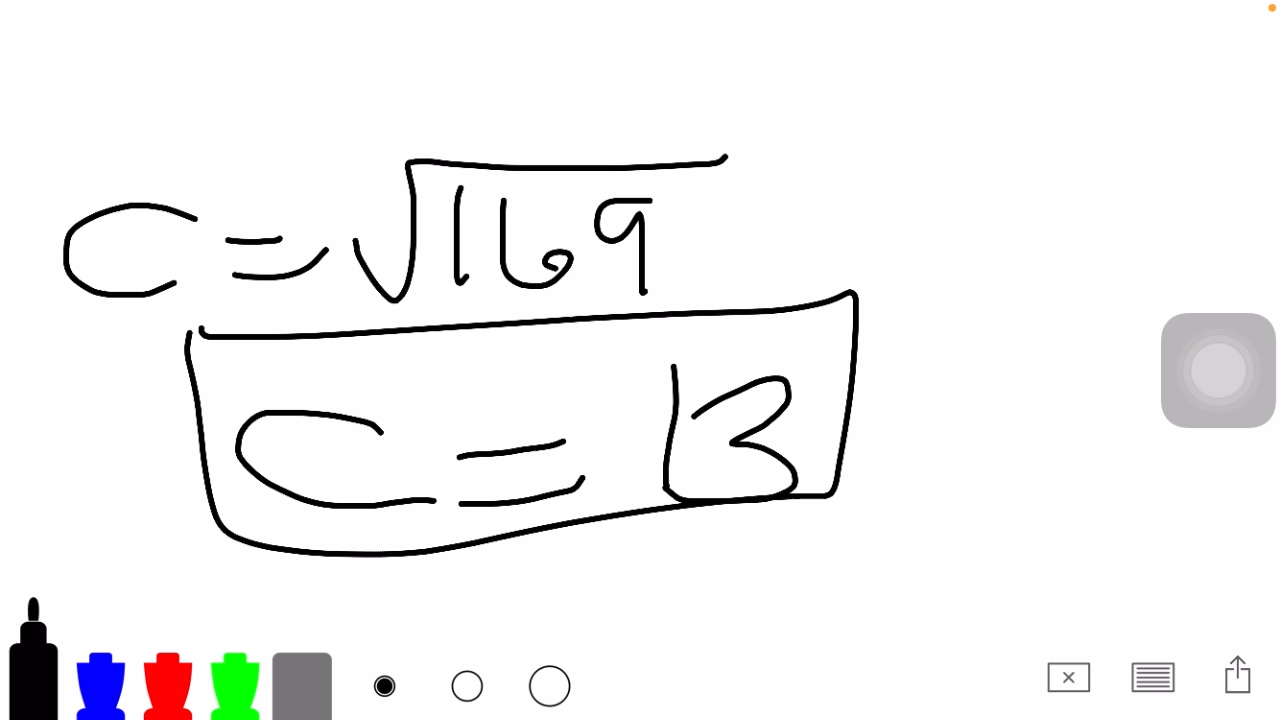 C = √169
C = 13